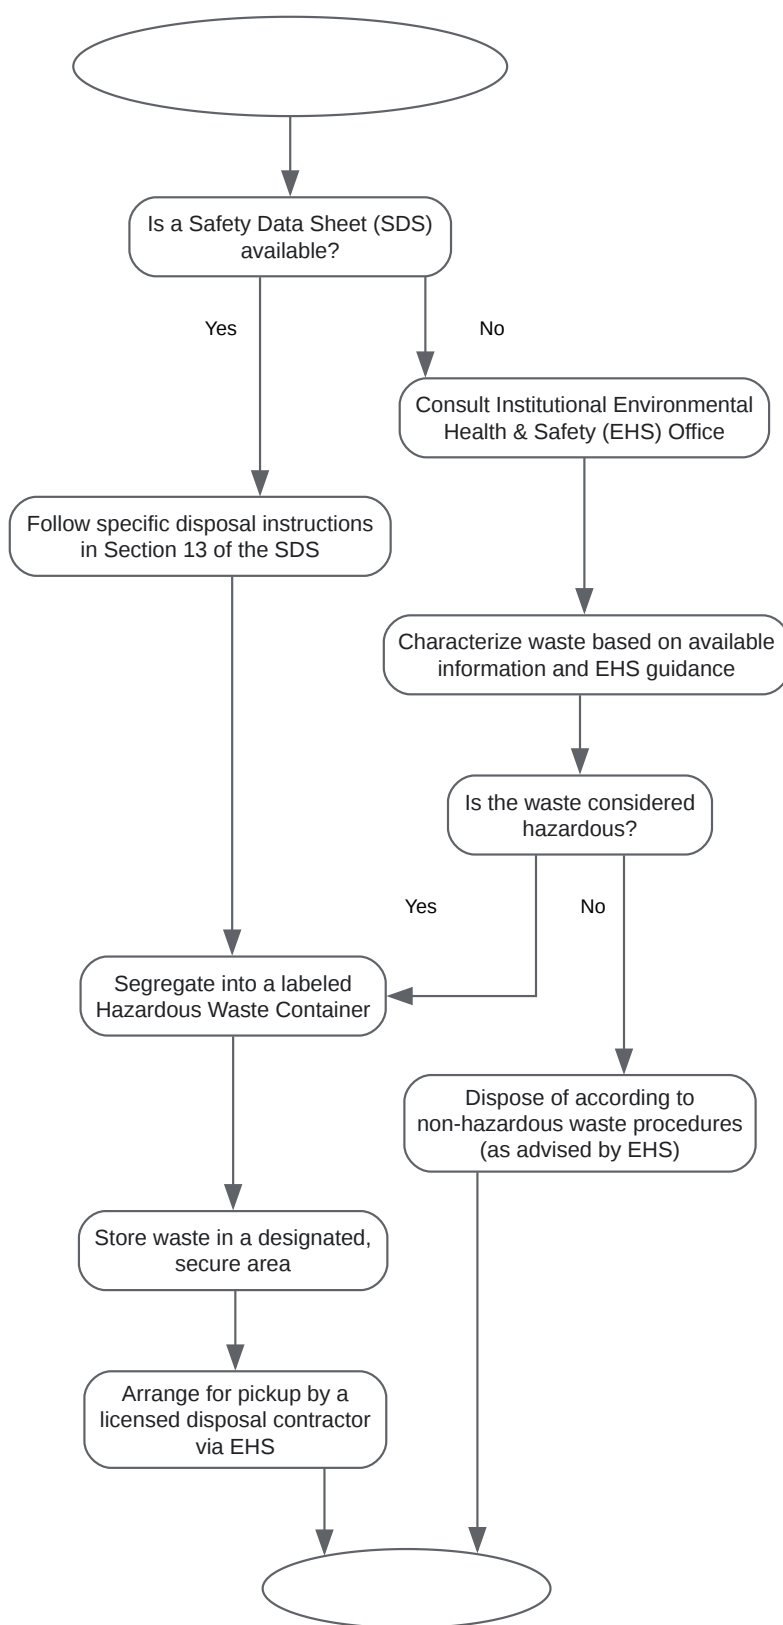 Is a Safety Data Sheet (SDS)
available?
Yes
No
Consult Institutional Environmental
Health & Safety (EHS) Office
Follow specific disposal instructions
in Section 13 of the SDS
Characterize waste based on available
information and EHS guidance
Is the waste considered
hazardous?
Yes
No
Segregate into a labeled
Hazardous Waste Container
Dispose of according to
non-hazardous waste procedures
(as advised by EHS)
Store waste in a designated,
secure area
Arrange for pickup by a
licensed disposal contractor
via EHS